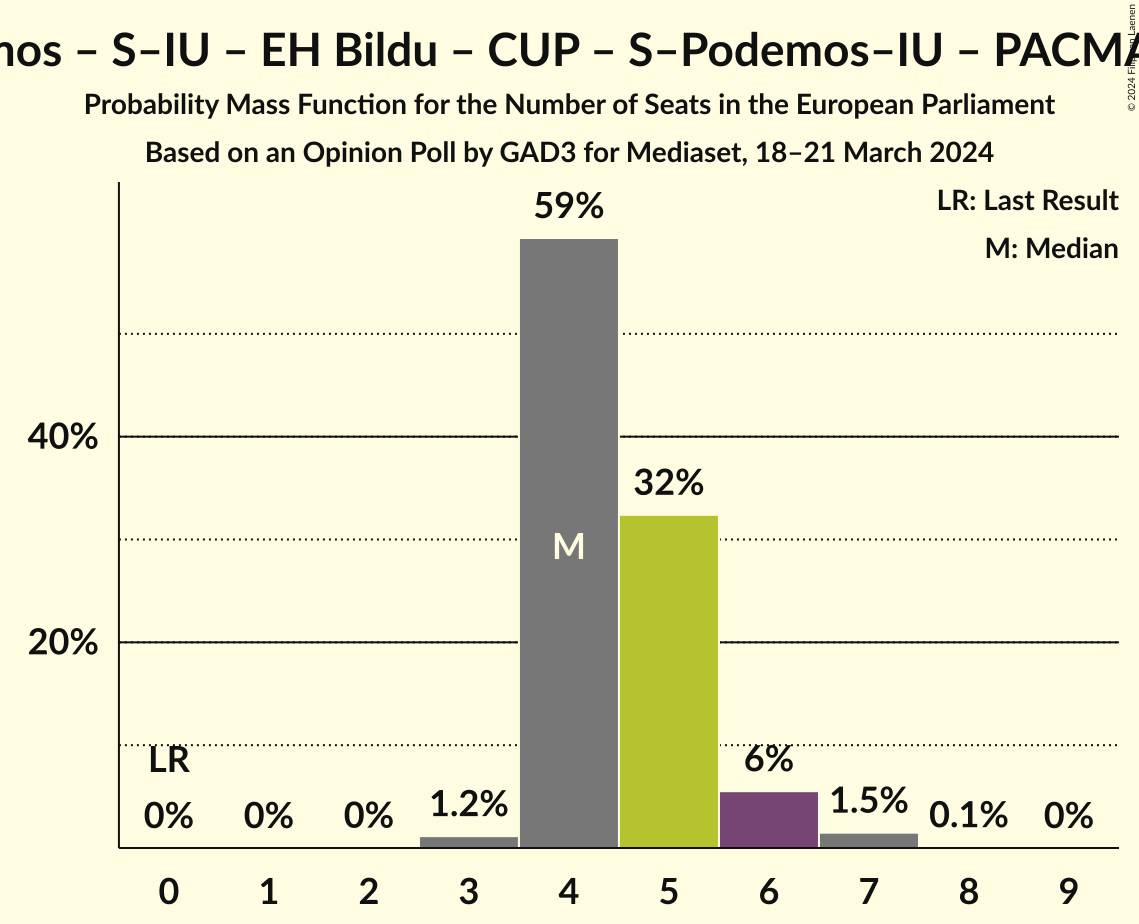 – S–IU – EH Bildu – CUP – S–Podemos–IU –
Probability Mass Function for the Number of Seats in the European Parliament
Based on an Opinion Poll by GAD3 for Mediaset, 18–21 March 2024
© 2024 Laenen
LR: Last Result
M: Median
59%
40%
32%
M
20%
LR
6%
0% 0% 0% 1.2% 1.5% 0.1% 0%
0 1 2 3 4 5 6 7 8 9